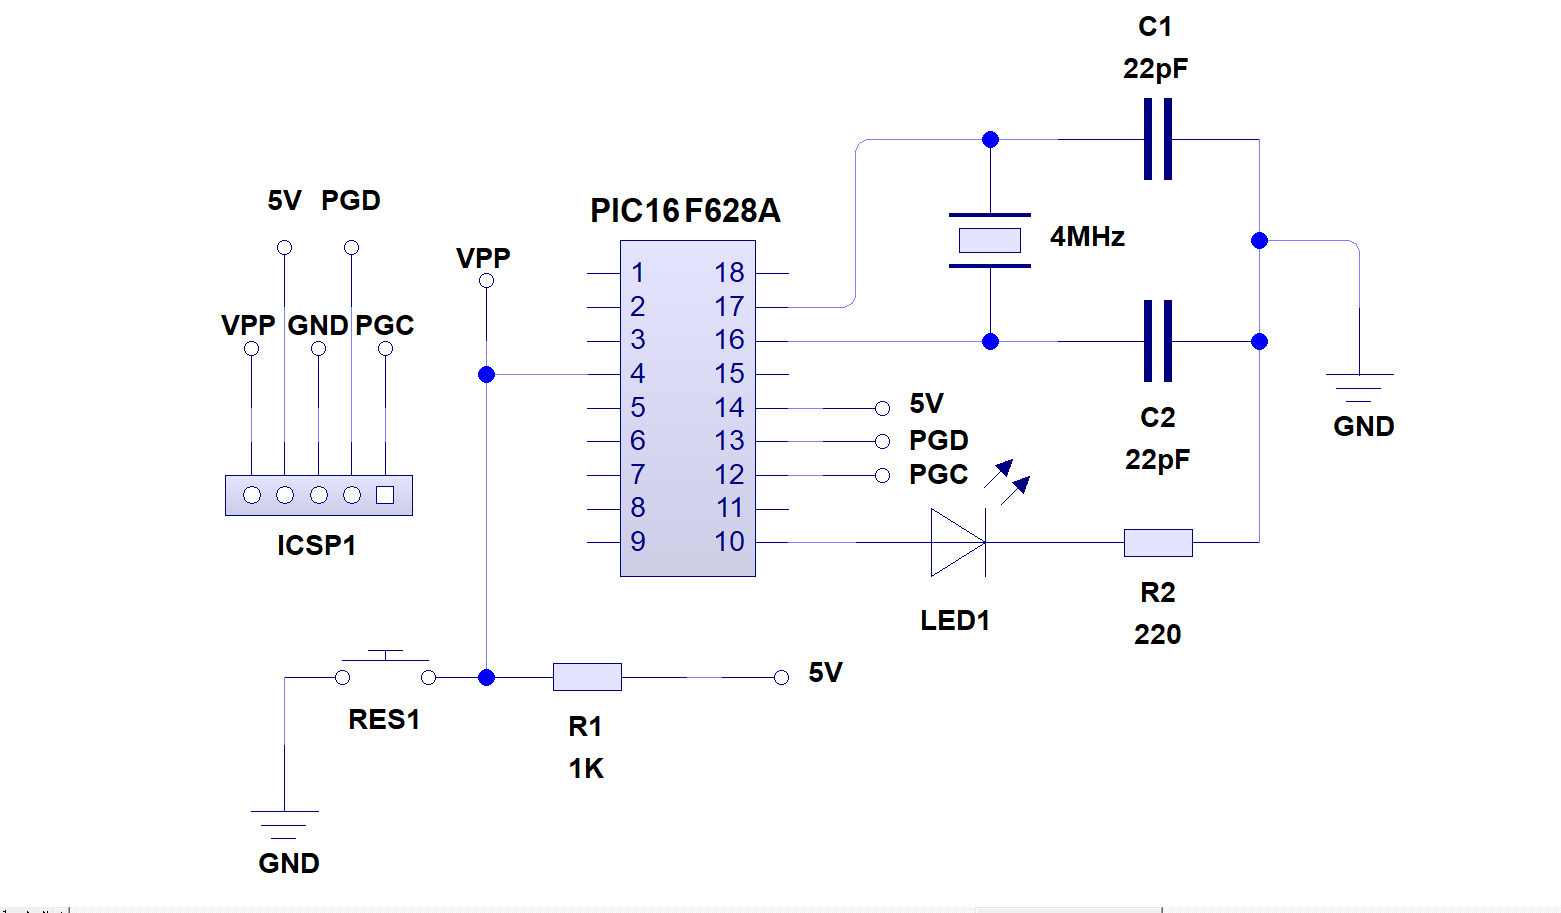 C1
22pF
5V PGD
PIC16F628A
VPP
4MHz
VPP GND PGC
1 18
2 17
3 16
4 15
5 14
6 13
7 12
8 11
9 10
5V
PGD
PGC
C2
22pF
GND
ICSP1
LED1
R2
220
RES1
R1
1K
5V
GND